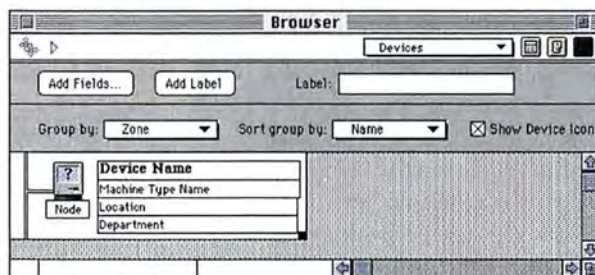 Browser
Devices
Add Fields... Add Label Label:
Group by: Zone Sort group by: Name Show Device Icon
? Device Name
Machine Type Name
Node Location
Department